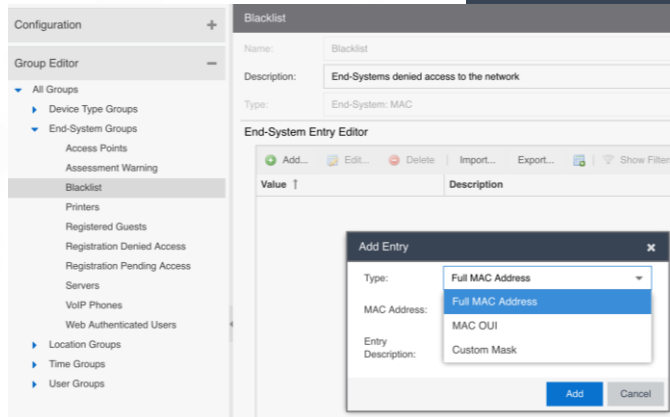 Configuration
Group Editor
All Groups
Device Type Groups
End-System Groups
Access Points
Assessment Warning
Blacklist
Printers
Registered Guests
Registration Denied Access
Registration Pending Access
Servers
VoIP Phones
Web Authenticated Users
Location Groups
Time Groups
User Groups
Blacklist
Name: Blacklist
Description: End-Systems denied access to the network
Type: End-System: MAC
End-System Entry Editor
Add... Edit... Delete Import... Export... Show Filter
Value ↑ Description
Add Entry
Type: Full MAC Address
Full MAC Address
MAC Address: MAC OUI
Entry
Description: Custom Mask
Add Cancel